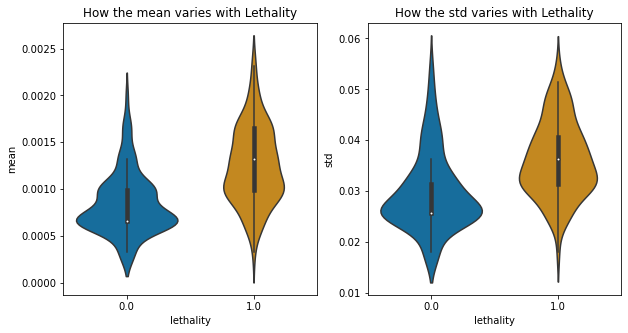 How the mean varies with Lethality
0.0025
0.0020
0.0015
0.0010
0.0005
0.0000
mean
0.0
1.0
lethality
How the std varies with Lethality
0.06
0.05
0.04
0.03
0.02
0.01
std
0.0
1.0
lethality